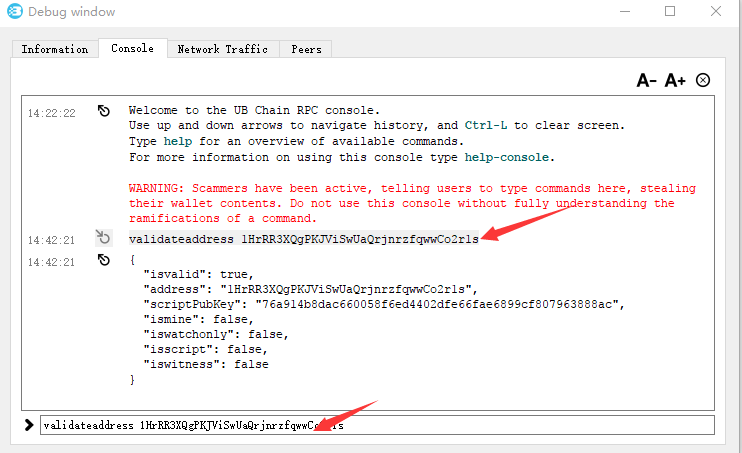 Debug window
Information Console Network Traffic Peers
A- A+
14:22:22 Welcome to the UB Chain RPC console.
Use up and down arrows to navigate history, and Ctrl-L to clear screen.
Type help for an overview of available commands.
For more information on using this console type help-console.
WARNING: Scammers have been active, telling users to type commands here, stealing
their wallet contents. Do not use this console without fully understanding the
ramifications of a command.
14:42:21 validateaddress 1HrRR3XQgPKJViSwUaQrjnrzfqwwCo2r1s
14:42:21 {
"isvalid": true,
"address": "1HrRR3XQgPKJViSwUaQrjnrzfqwwCo2r1s",
"scriptPubKey": "76a914b8dac660058f6ed4402dfe66fae6899cf807963888ac",
"ismine": false,
"iswatchonly": false,
"isscript": false,
"iswitness": false
}
validateaddress